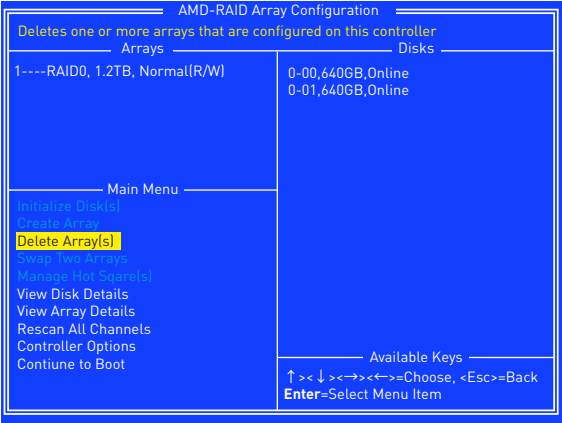 AMD-RAID Array Configuration
Deletes one or more arrays that are configured on this controller
Arrays
1----RAID0, 1.2TB, Normal(R/W)
Disks
0-00,640GB,Online
0-01,640GB,Online
Main Menu
Initialize Disk(s)
Create Array
Delete Array(s)
Swap Two Arrays
Manage Hot Sqare(s)
View Disk Details
View Array Details
Rescan All Channels
Controller Options
Contiune to Boot
Available Keys
↑><↓><→><←>=Choose, <Esc>=Back
Enter=Select Menu Item